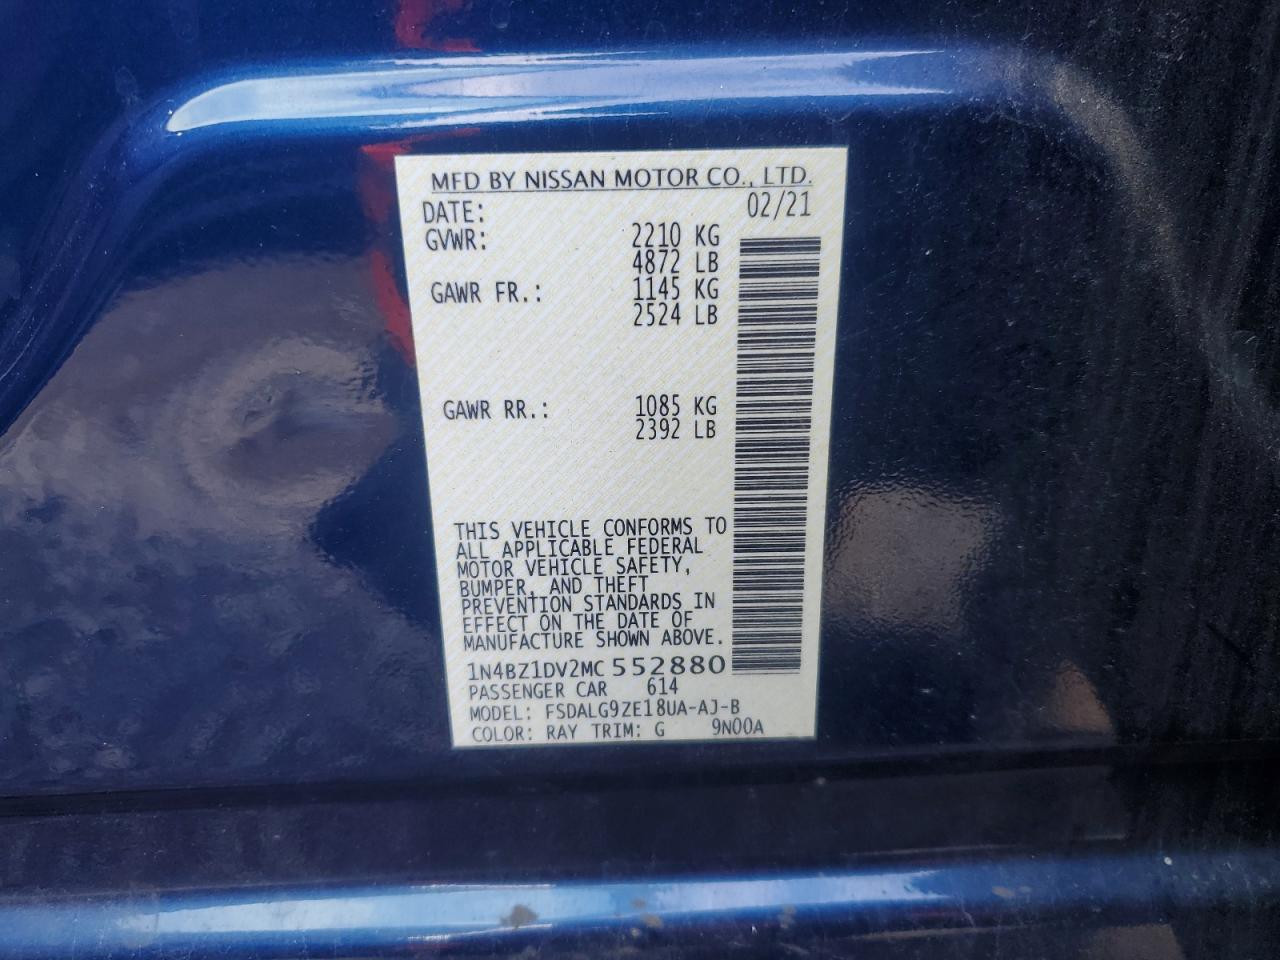 MFD BY NISSAN MOTOR CO., LTD.
DATE: 02/21
GVWR: 2210 KG
4872 LB
GAWR FR.: 1145 KG
2524 LB
GAWR RR.: 1085 KG
2392 LB
THIS VEHICLE CONFORMS TO
ALL APPLICABLE FEDERAL
MOTOR VEHICLE SAFETY,
BUMPER, AND THEFT
PREVENTION STANDARDS IN
EFFECT ON THE DATE OF
MANUFACTURE SHOWN ABOVE.
1N4BZ1DV2MC552880
PASSENGER CAR 614
MODEL: FSDALG9ZE18UA-AJ-B
COLOR: RAY TRIM: G 9N00A